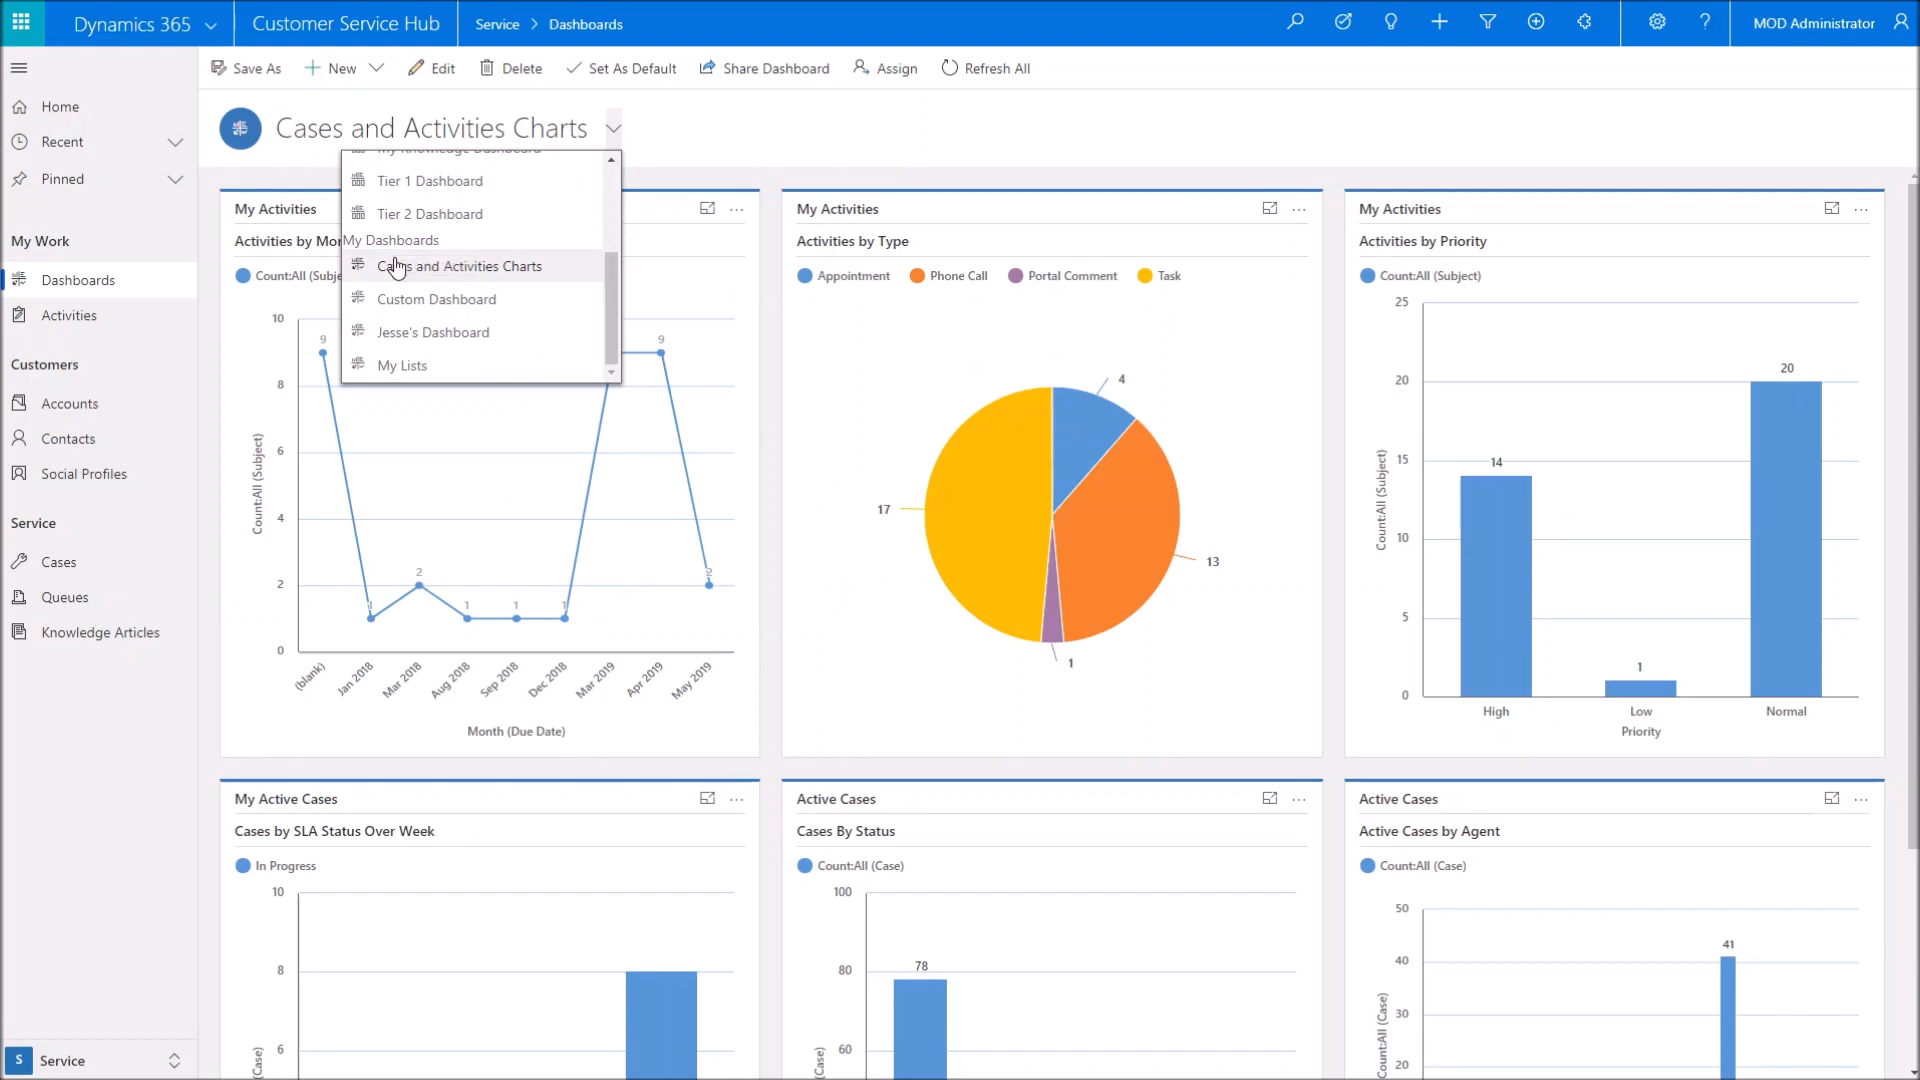 Dynamics 365
Customer Service Hub
Service > Dashboards
MOD Administrator
Save As
New
Edit
Delete
Set As Default
Share Dashboard
Assign
Refresh All
Home
Recent
Pinned
My Work
Dashboards
Activities
Customers
Accounts
Contacts
Social Profiles
Service
Cases
Queues
Knowledge Articles
S Service
Cases and Activities Charts
My Knowledge Dashboard
Tier 1 Dashboard
Tier 2 Dashboard
My Dashboards
Cases and Activities Charts
Custom Dashboard
Jesse's Dashboard
My Lists
My Activities
Activities by Mon
Count:All (Subje
10
8
6
4
2
0
Count:All (Subject)
9
1
2
1
1
1
9
2
(blank)
Jan 2018
Mar 2018
Aug 2018
Sep 2018
Dec 2018
Mar 2019
Apr 2019
May 2019
Month (Due Date)
My Activities
Activities by Type
Appointment
Phone Call
Portal Comment
Task
4
17
13
1
My Activities
Activities by Priority
Count:All (Subject)
25
20
15
10
5
0
Count:All (Subject)
14
1
20
High
Low
Normal
Priority
My Active Cases
Cases by SLA Status Over Week
In Progress
10
8
6
(Case)
Active Cases
Cases By Status
Count:All (Case)
100
80
60
78
(Case)
Active Cases
Active Cases by Agent
Count:All (Case)
50
40
30
20
41
Count:All (Case)